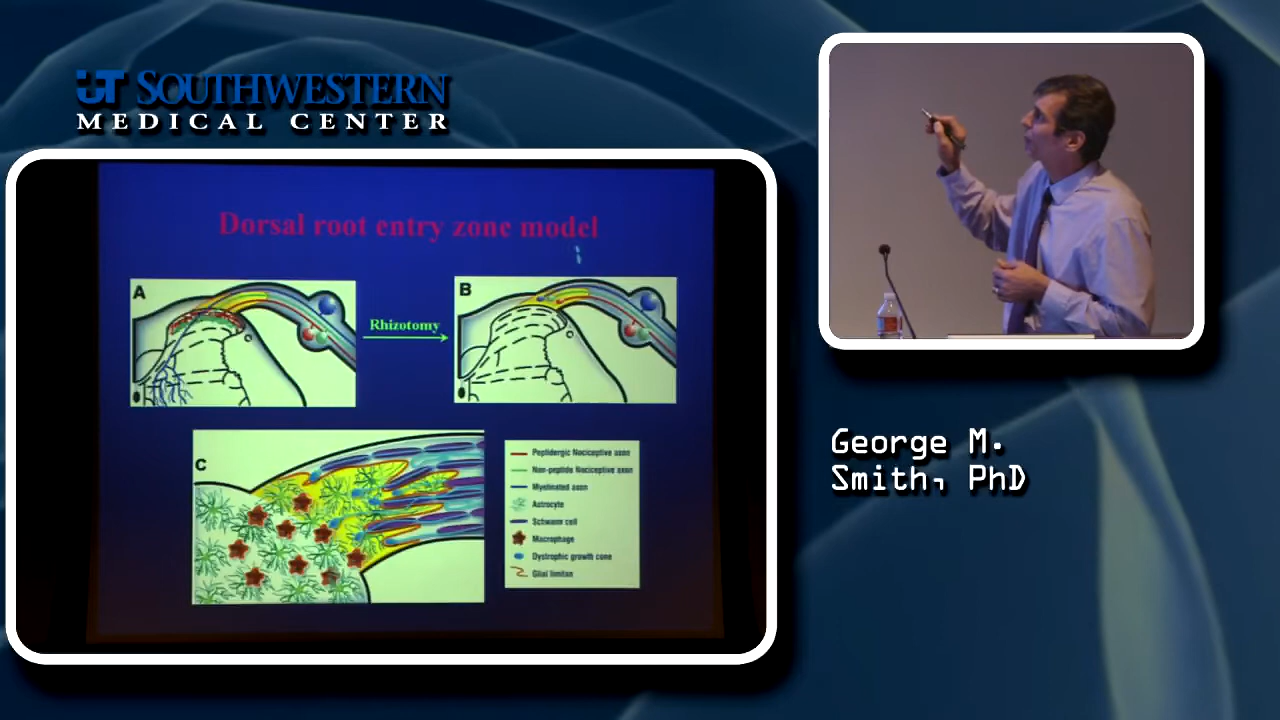 UT SOUTHWESTERN
MEDICAL CENTER
Dorsal root entry zone model
A
Rhizotomy
B
C
Peptidergic Nociceptive axon
Non-peptide Nociceptive axon
Myelinated axon
Astrocyte
Schwann cell
Macrophage
Dystrophic growth cone
Glial limitan
George M.
Smith, PhD